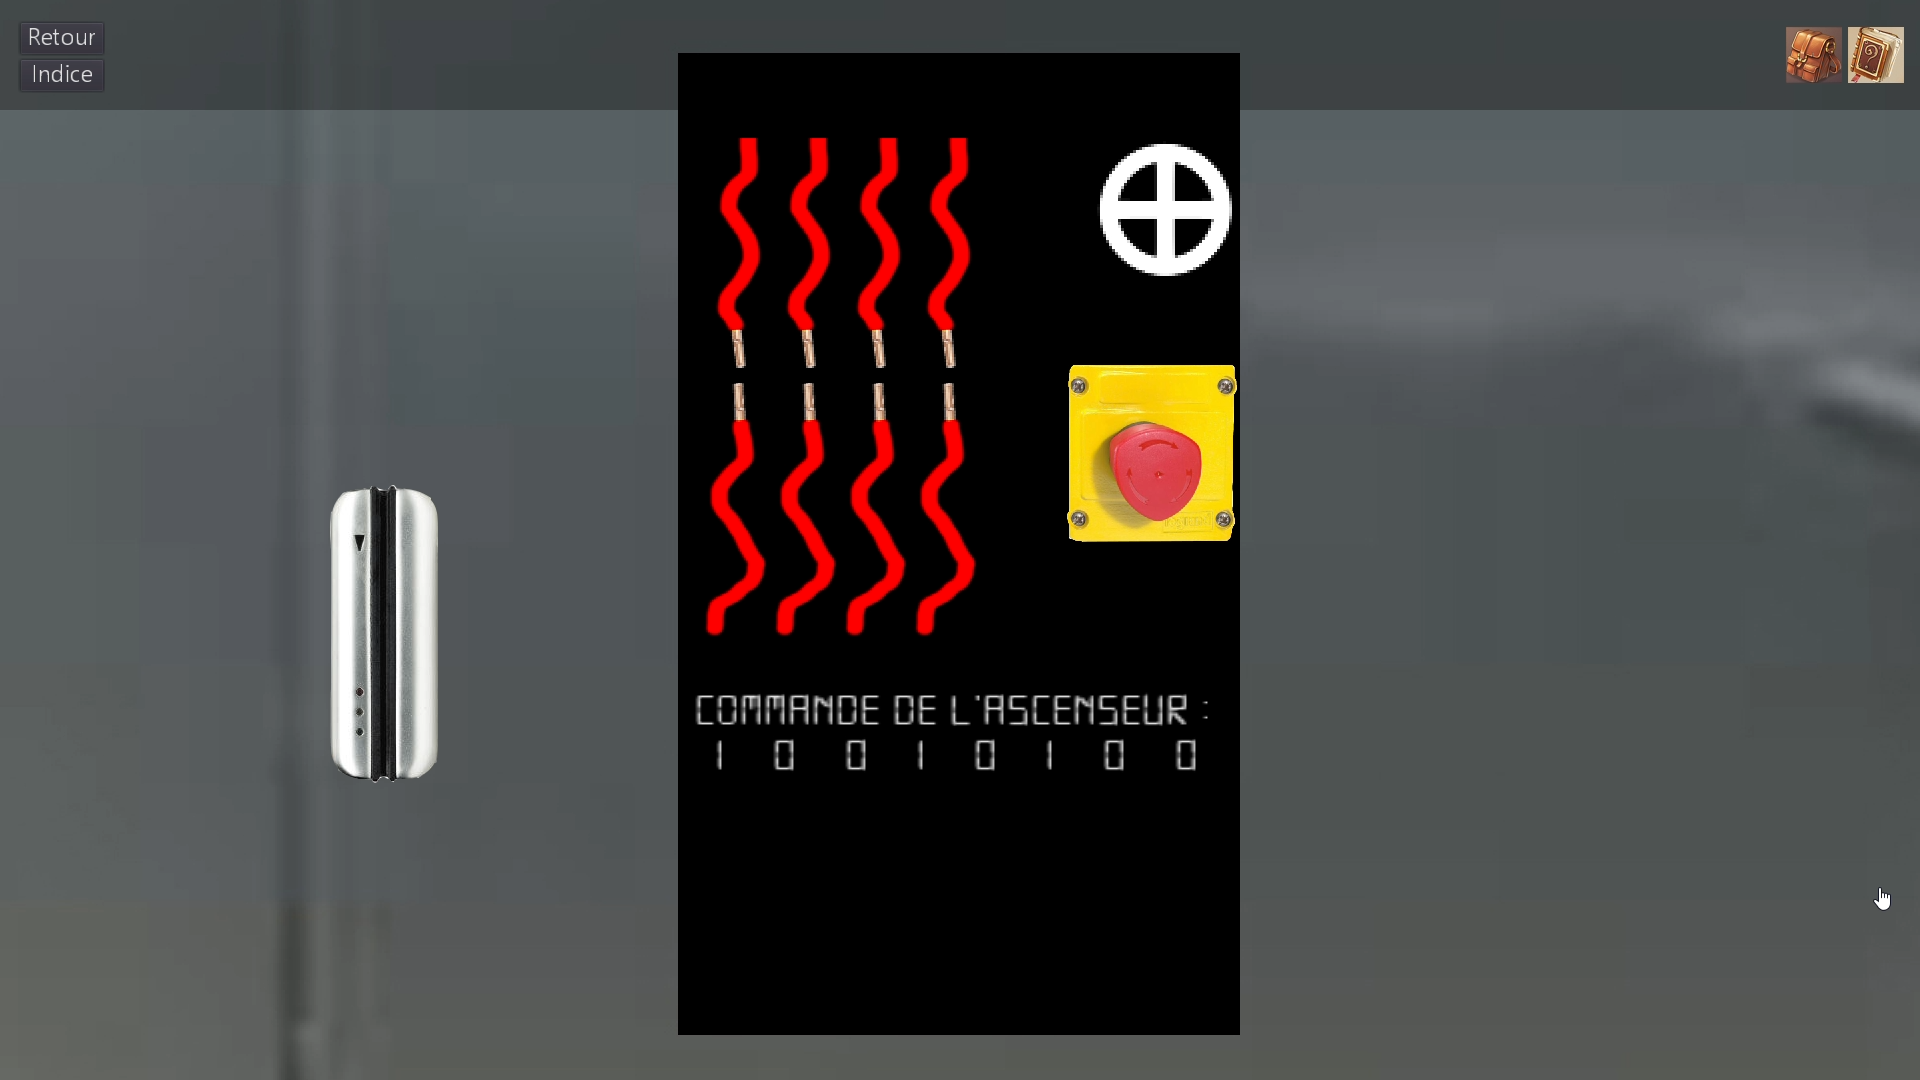 Retour
Indice
COMMANDE DE L'ASCENSEUR :
1 0 0 1 0 1 0 0